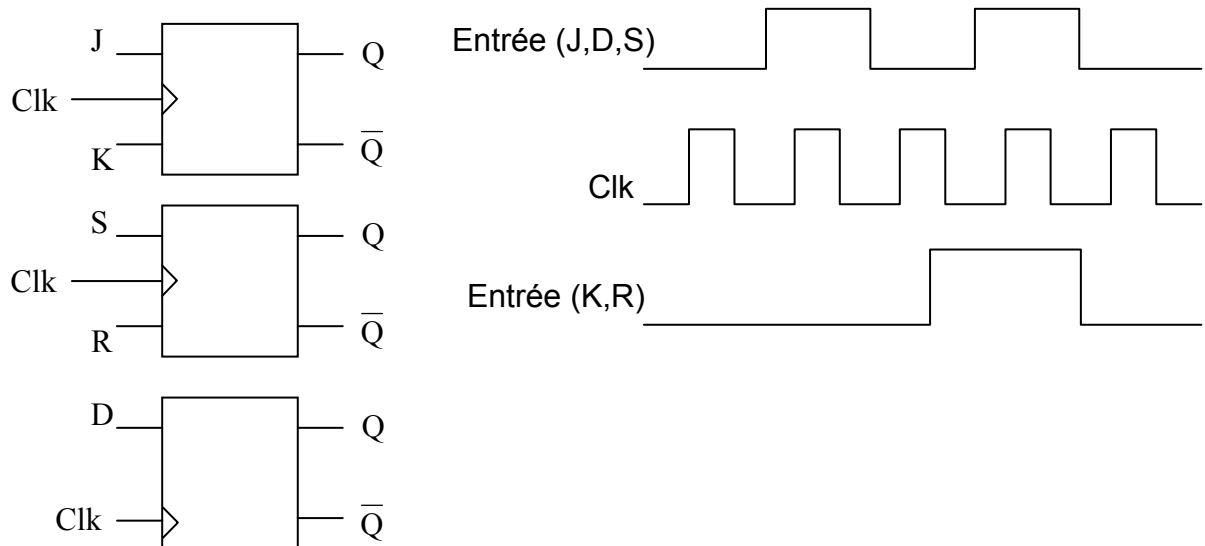 J
Q
Clk
K
Q̅
S
Q
Clk
R
Q̅
D
Q
Clk
Q̅
Entrée (J,D,S)
Clk
Entrée (K,R)